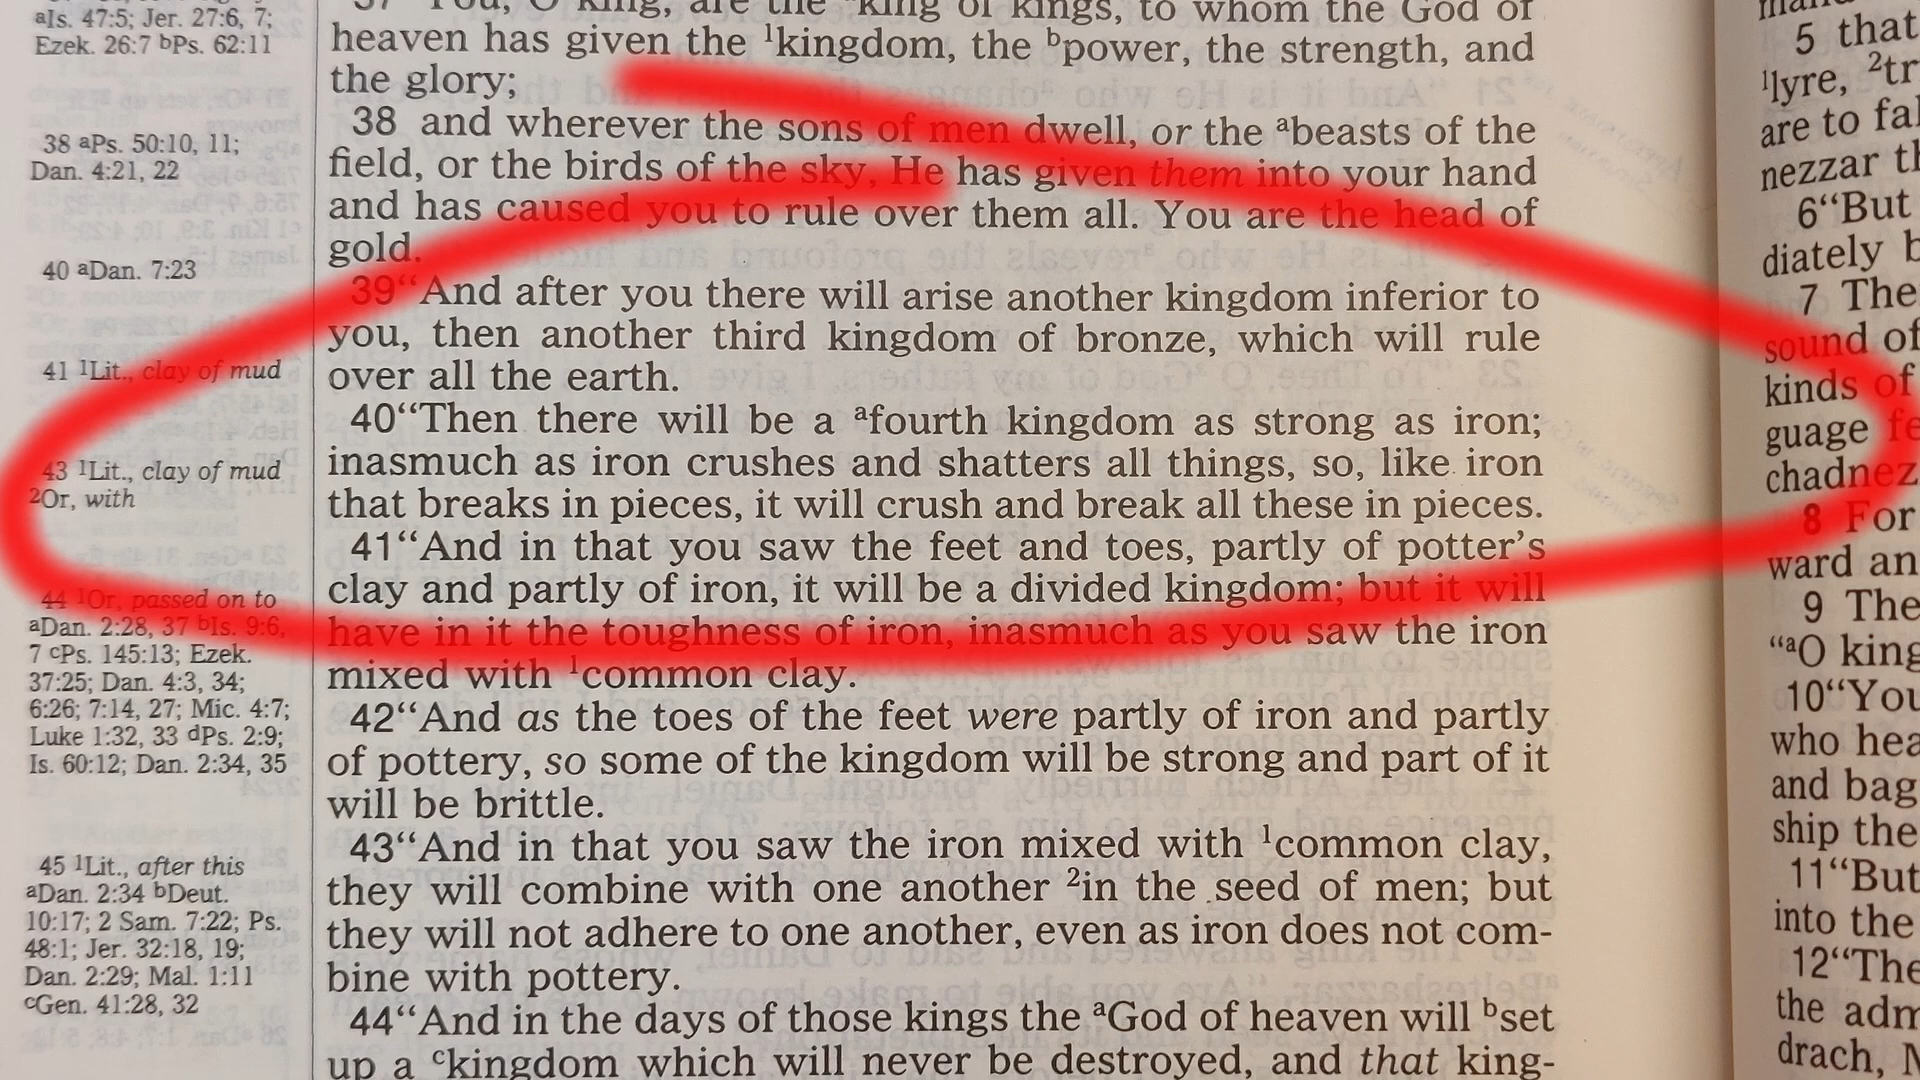 aIs. 47:5; Jer. 27:6, 7;
Ezek. 26:7 bPs. 62:11
38 aPs. 50:10, 11;
Dan. 4:21, 22
40 aDan. 7:23
41 1Lit., clay of mud
43 1Lit., clay of mud
2Or, with
44 1Or, passed on to
aDan. 2:28, 37 bIs. 9:6,
7 cPs. 145:13; Ezek.
37:25; Dan. 4:3, 34;
6:26; 7:14, 27; Mic. 4:7;
Luke 1:32, 33 dPs. 2:9;
Is. 60:12; Dan. 2:34, 35
45 1Lit., after this
aDan. 2:34 bDeut.
10:17; 2 Sam. 7:22; Ps.
48:1; Jer. 32:18, 19;
Dan. 2:29; Mal. 1:11
cGen. 41:28, 32
37 "You, O king, are the aking of kings, to whom the God of
heaven has given the 1kingdom, the bpower, the strength, and
the glory;
38 and wherever the sons of men dwell, or the abeasts of the
field, or the birds of the sky, He has given them into your hand
and has caused you to rule over them all. You are the head of
gold.
39"And after you there will arise another kingdom inferior to
you, then another third kingdom of bronze, which will rule
over all the earth.
40"Then there will be a afourth kingdom as strong as iron;
inasmuch as iron crushes and shatters all things, so, like iron
that breaks in pieces, it will crush and break all these in pieces.
41"And in that you saw the feet and toes, partly of potter's
clay and partly of iron, it will be a divided kingdom; but it will
have in it the toughness of iron, inasmuch as you saw the iron
mixed with 1common clay.
42"And as the toes of the feet were partly of iron and partly
of pottery, so some of the kingdom will be strong and part of it
will be brittle.
43"And in that you saw the iron mixed with 1common clay,
they will combine with one another 2in the seed of men; but
they will not adhere to one another, even as iron does not com-
bine with pottery.
44"And in the days of those kings the aGod of heaven will bset
up a ckingdom which will never be destroyed, and that king-
5 that
1lyre, 2tr
are to fal
nezzar th
6"But
diately b
7 The
sound of
kinds of
guage fe
chadnez
8 For
ward an
9 The
"aO king
10"You
who hea
and bag
ship the
11"But
into the
12"The
the adm
drach, M